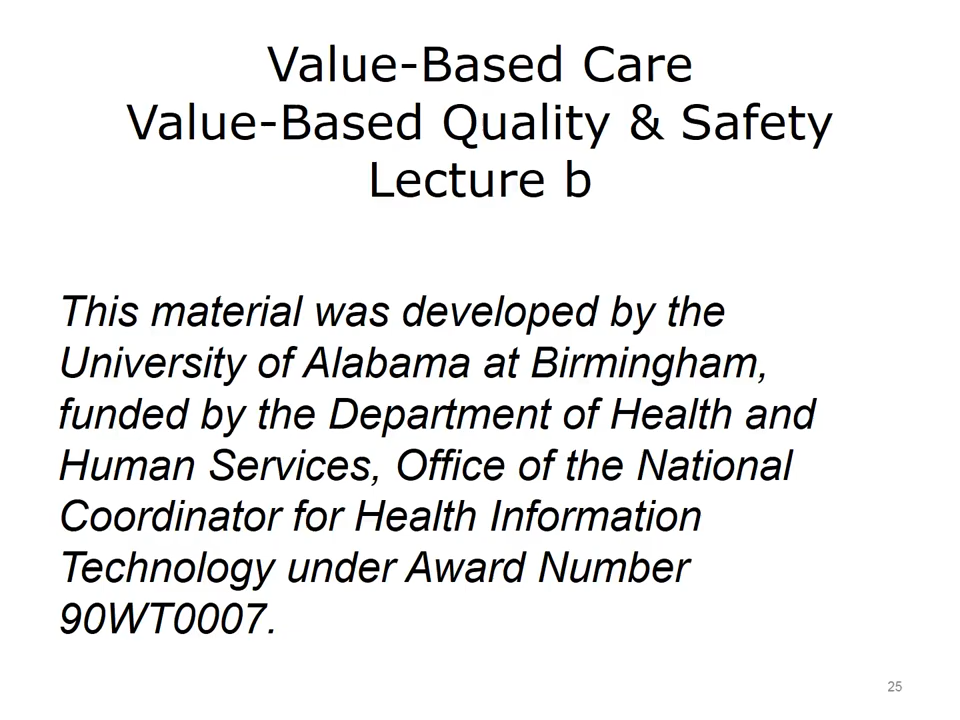 Value-Based Care
Value-Based Quality & Safety
Lecture b
This material was developed by the
University of Alabama at Birmingham,
funded by the Department of Health and
Human Services, Office of the National
Coordinator for Health Information
Technology under Award Number
90WT0007.
25